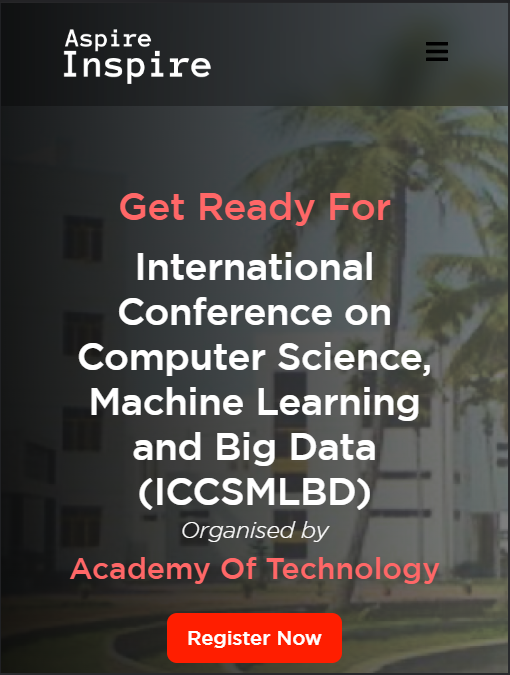 Aspire
Inspire
Get Ready For
International
Conference on
Computer Science,
Machine Learning
and Big Data
(ICCSMLBD)
Organised by
Academy Of Technology
Register Now